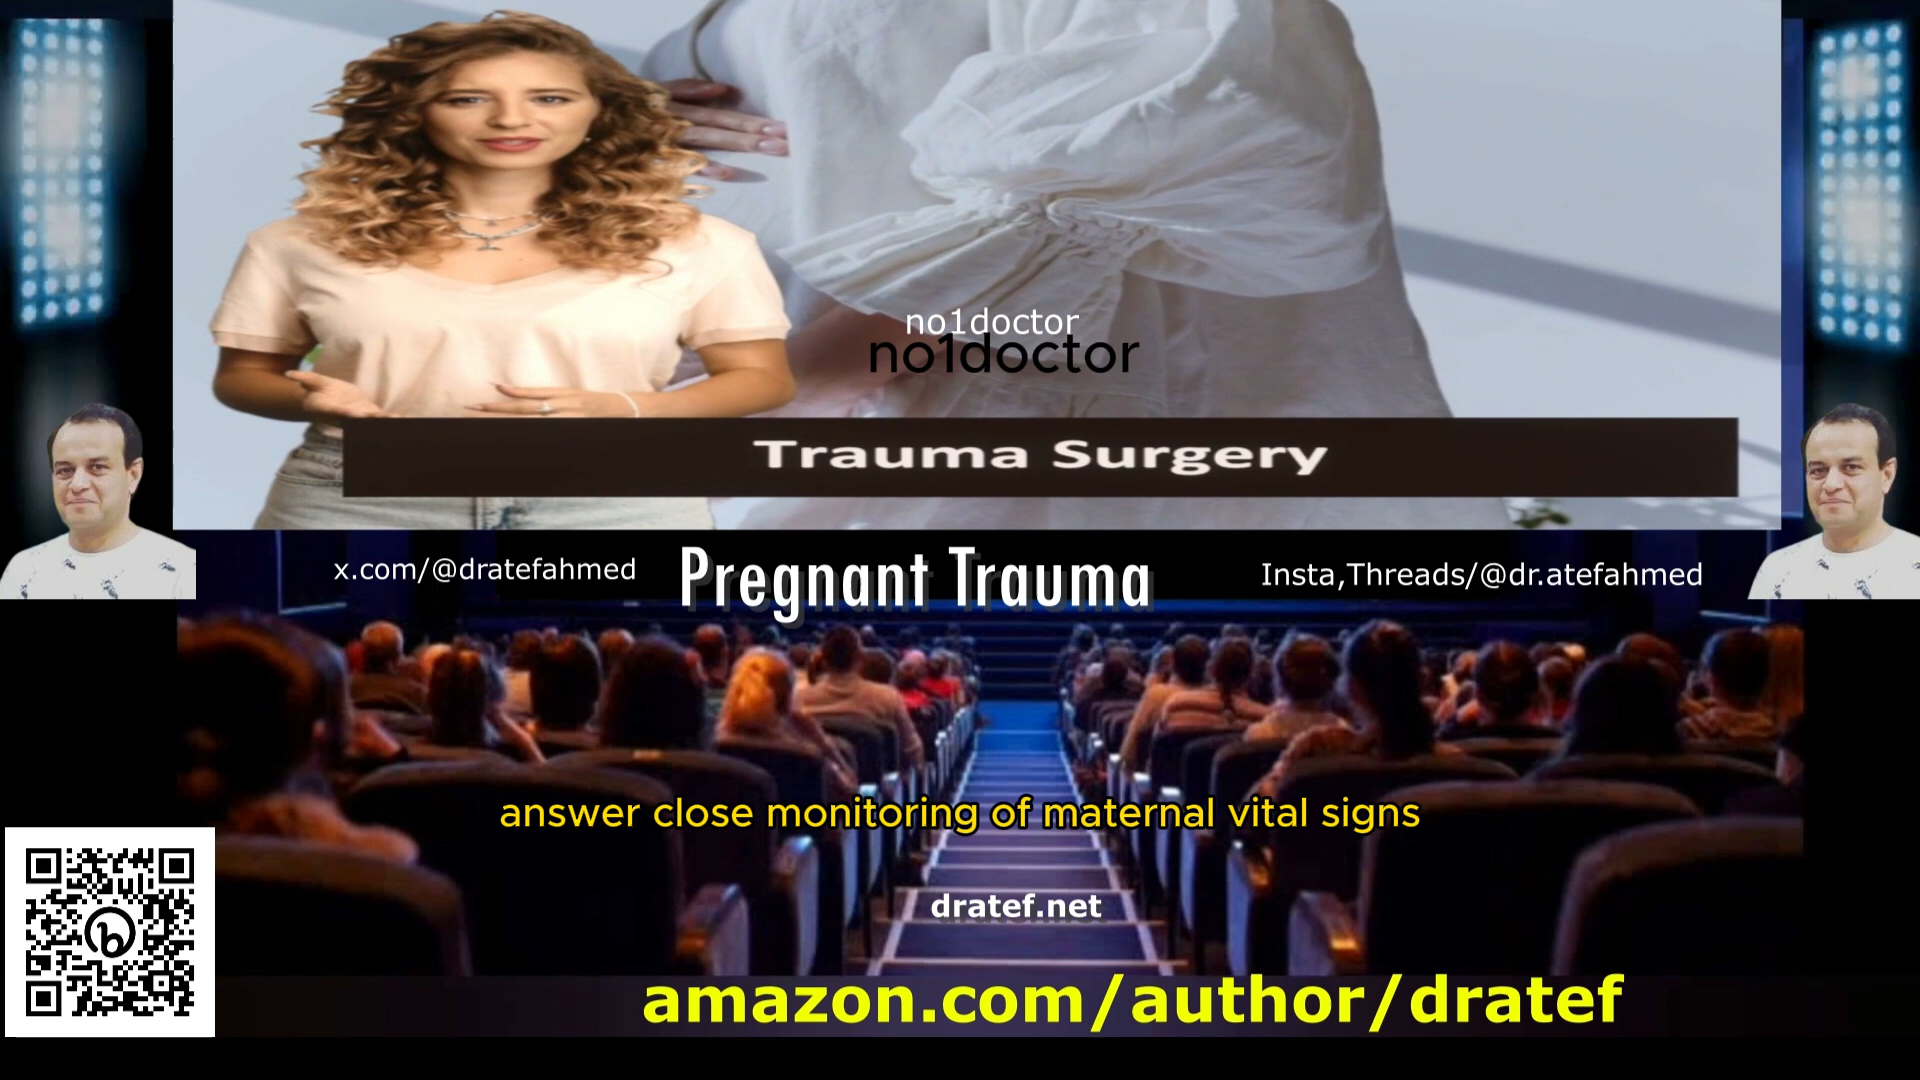 no1doctor
no1doctor
Trauma Surgery
x.com/@dratefahmed
Pregnant Trauma
Insta,Threads/@dr.atefahmed
answer close monitoring of maternal vital signs
dratef.net
amazon.com/author/dratef